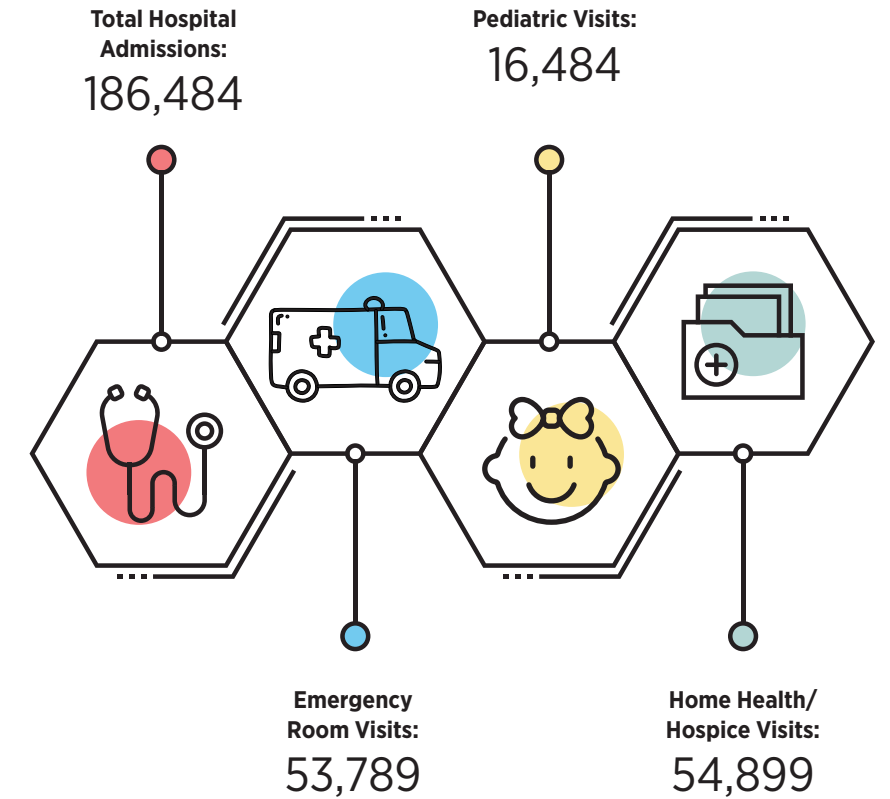 Total Hospital
Admissions:
186,484
Pediatric Visits:
16,484
Emergency
Room Visits:
53,789
Home Health/
Hospice Visits:
54,899